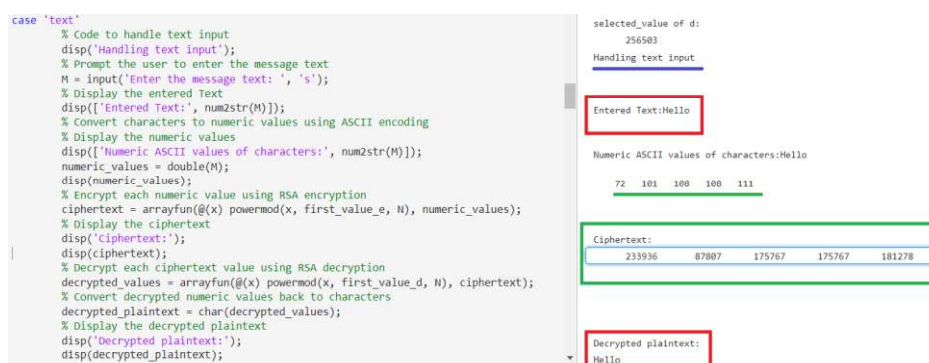 case 'text'
% Code to handle text input
disp('Handling text input');
% Prompt the user to enter the message text
M = input('Enter the message text: ', 's');
% Display the entered Text
disp(['Entered Text:', num2str(M)]);
% Convert characters to numeric values using ASCII encoding
% Display the numeric values
disp(['Numeric ASCII values of characters:', num2str(M)]);
numeric_values = double(M);
disp(numeric_values);
% Encrypt each numeric value using RSA encryption
ciphertext = arrayfun(@(x) powermod(x, first_value_e, N), numeric_values);
% Display the ciphertext
disp('Ciphertext:');
disp(ciphertext);
% Decrypt each ciphertext value using RSA decryption
decrypted_values = arrayfun(@(x) powermod(x, first_value_d, N), ciphertext);
% Convert decrypted numeric values back to characters
decrypted_plaintext = char(decrypted_values);
% Display the decrypted plaintext
disp('Decrypted plaintext:');
disp(decrypted_plaintext);
selected_value of d:
256503
Handling text input
Entered Text:Hello
Numeric ASCII values of characters:Hello
72 101 108 108 111
Ciphertext:
233936 87807 175767 175767 181278
Decrypted plaintext:
Hello